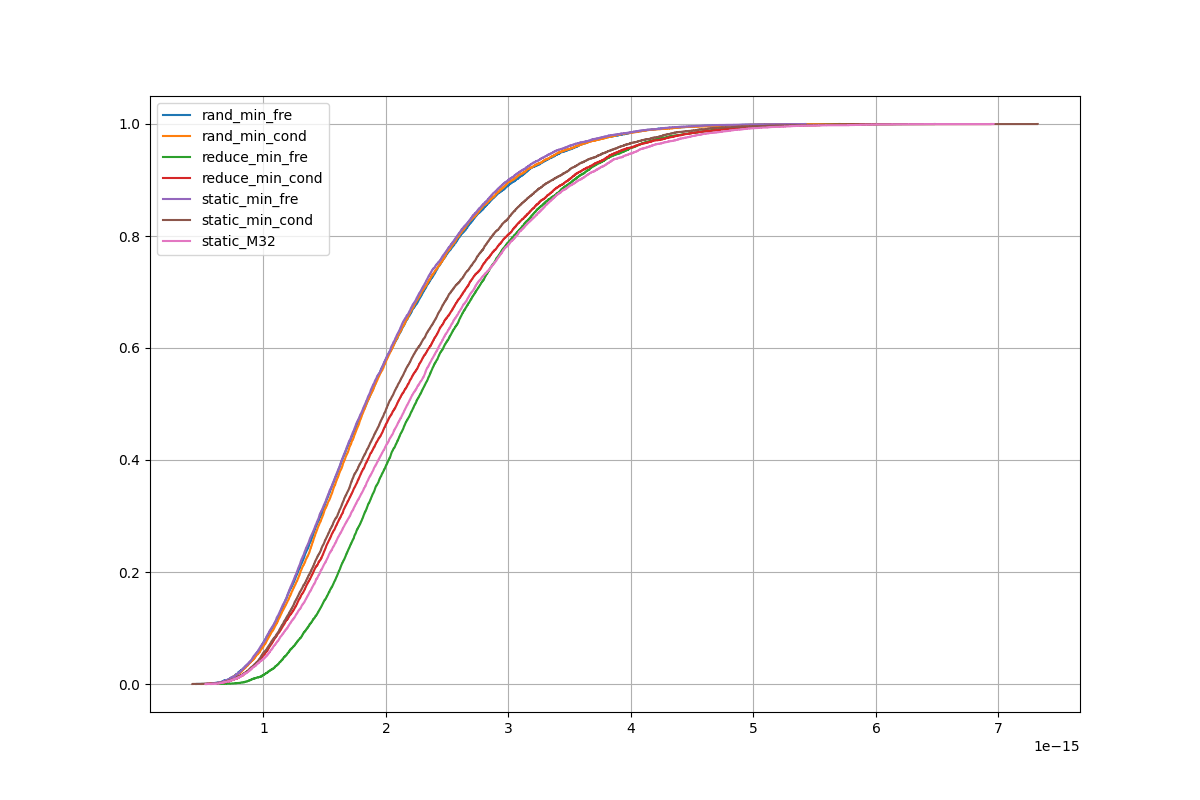 rand_min_fre
rand_min_cond
reduce_min_fre
reduce_min_cond
static_min_fre
static_min_cond
static_M32
1.0
0.8
0.6
0.4
0.2
0.0
1 2 3 4 5 6 7
1e−15